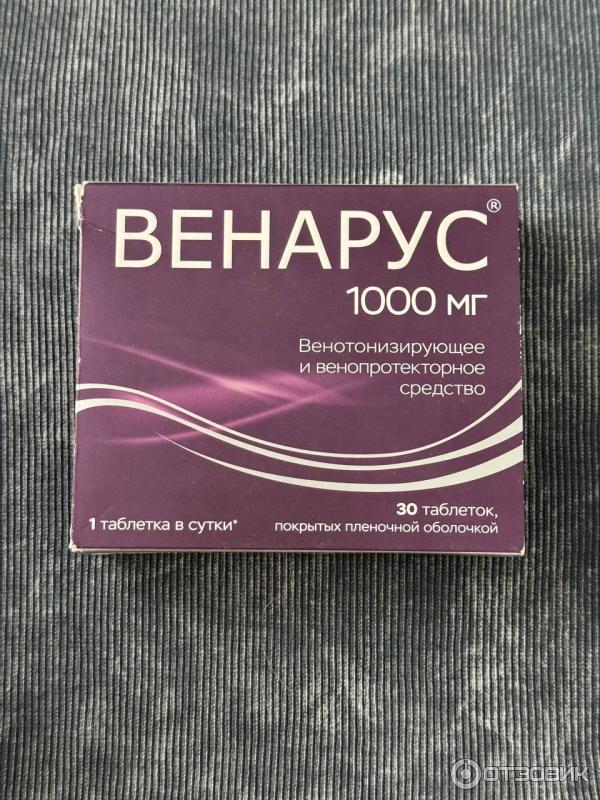 ВЕНАРУС®
1000 мг
Венотонизирующее
и венопротекторное
средство
30 таблеток,
покрытых пленочной оболочкой
1 таблетка в сутки*
ОТЗОВИК